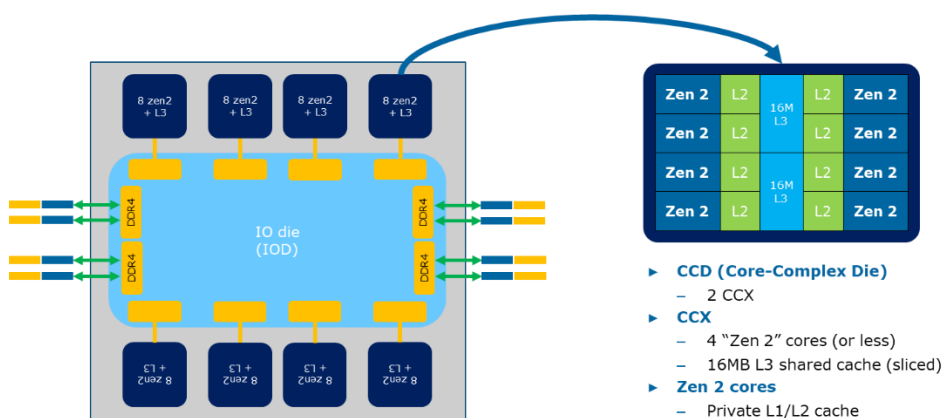 8 zen2
+ L3
8 zen2
+ L3
8 zen2
+ L3
8 zen2
+ L3
DDR4
DDR4
IO die
(IOD)
DDR4
DDR4
8 zen2
+ L3
8 zen2
+ L3
8 zen2
+ L3
8 zen2
+ L3
Zen 2 L2 16M L3 L2 Zen 2
Zen 2 L2 L2 Zen 2
Zen 2 L2 16M L3 L2 Zen 2
Zen 2 L2 L2 Zen 2
► CCD (Core-Complex Die)
– 2 CCX
► CCX
– 4 “Zen 2” cores (or less)
– 16MB L3 shared cache (sliced)
► Zen 2 cores
– Private L1/L2 cache